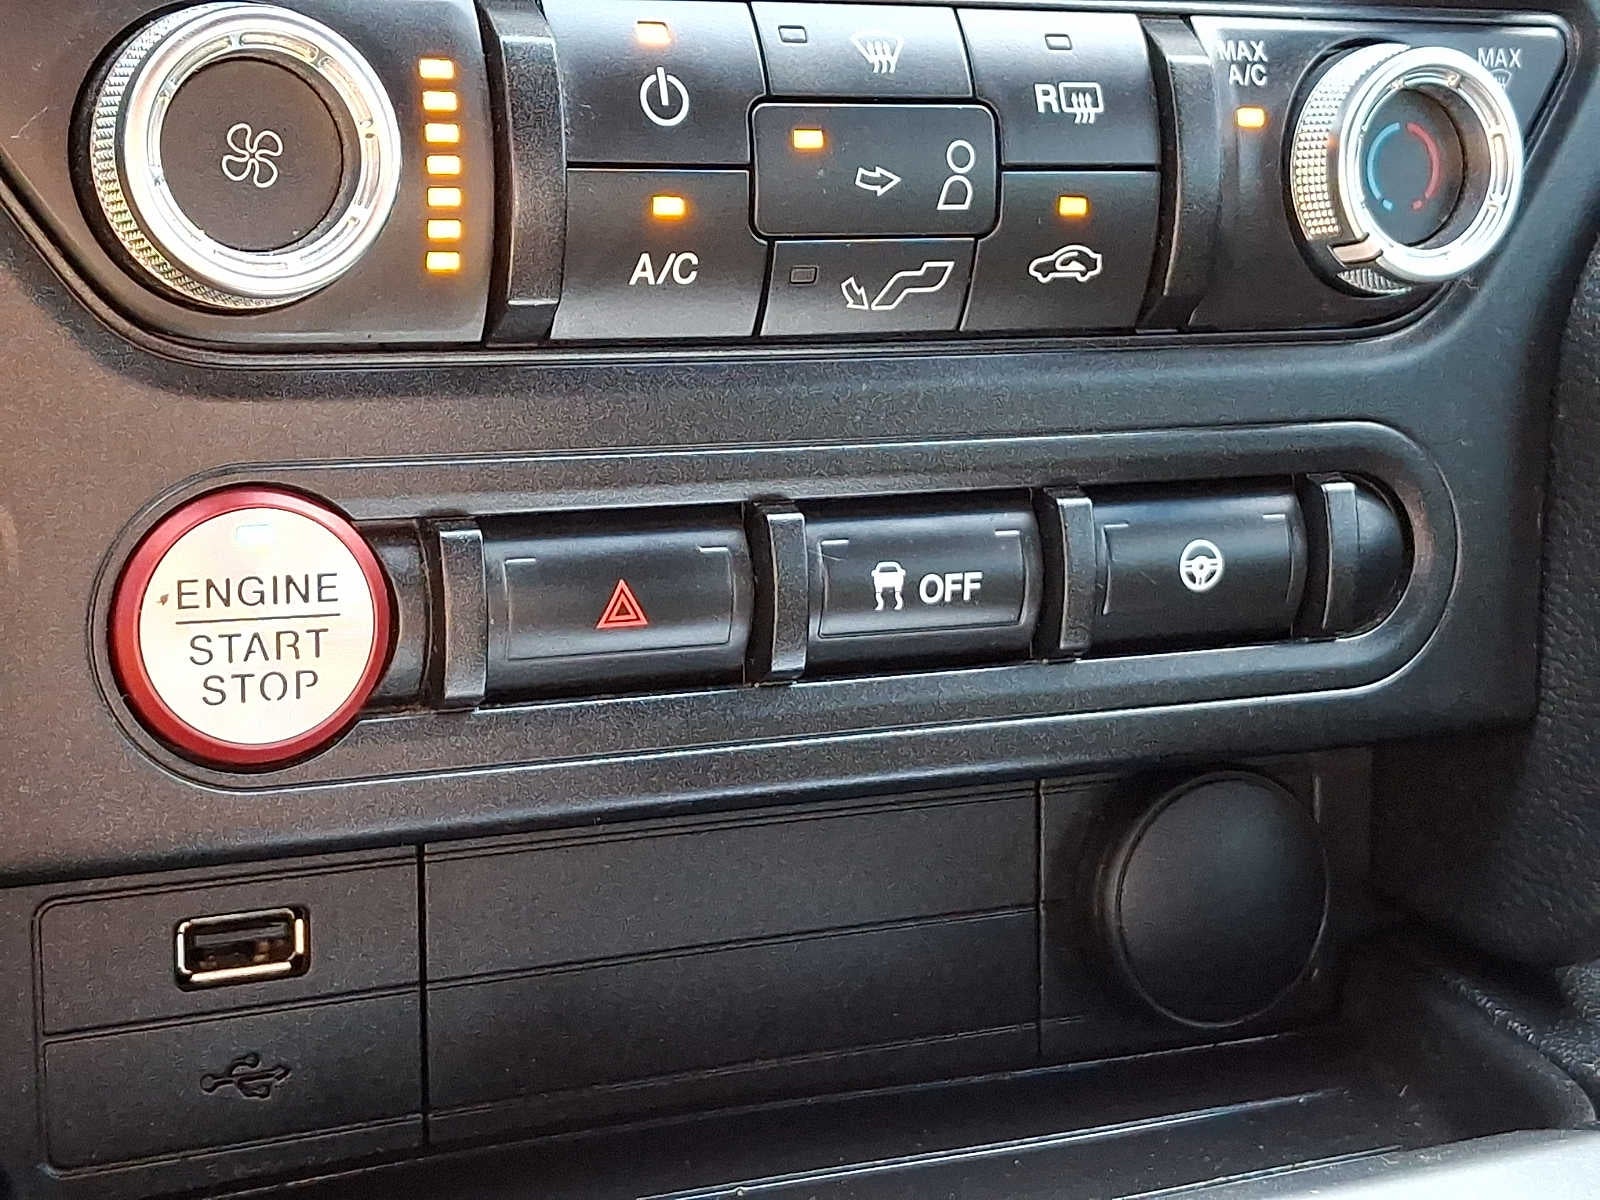 MAX
A/C
MAX
R
A/C
ENGINE
START
STOP
OFF